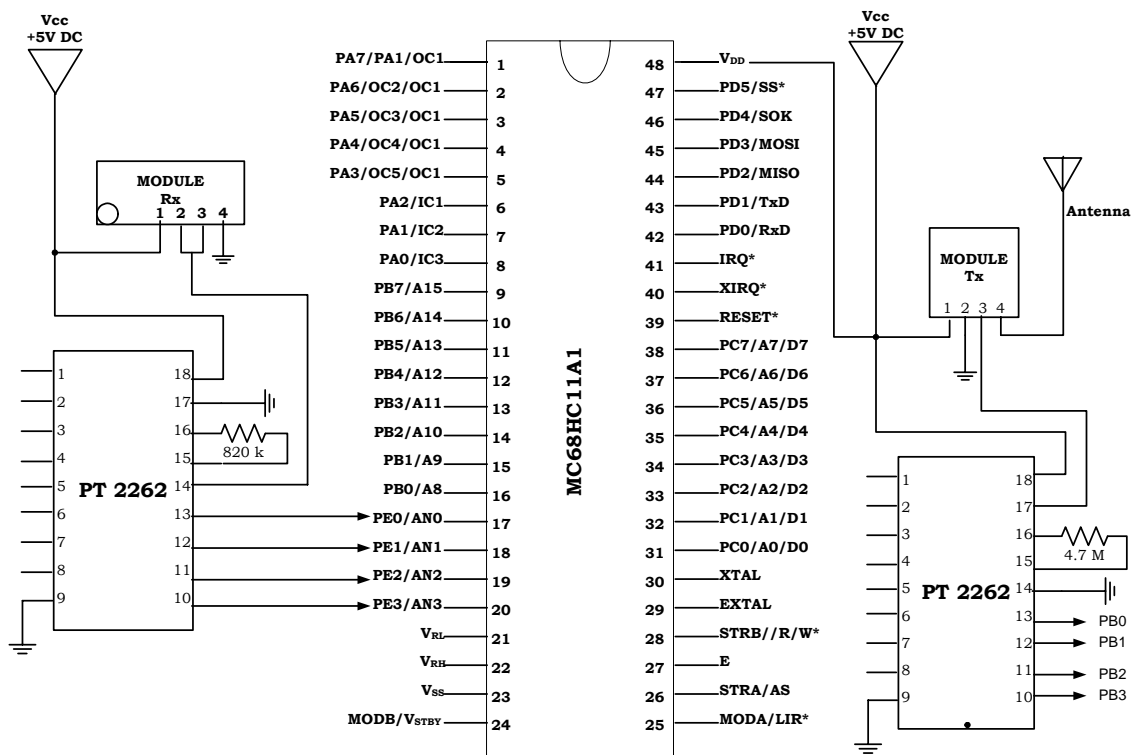 Vcc
+5V DC
MODULE
Rx
1 2 3 4
PT 2262
1
2
3
4
5
6
7
8
9
18
17
16
15
14
13
12
11
10
820 k
PA7/PA1/OC1 1
PA6/OC2/OC1 2
PA5/OC3/OC1 3
PA4/OC4/OC1 4
PA3/OC5/OC1 5
PA2/IC1 6
PA1/IC2 7
PA0/IC3 8
PB7/A15 9
PB6/A14 10
PB5/A13 11
PB4/A12 12
PB3/A11 13
PB2/A10 14
PB1/A9 15
PB0/A8 16
PE0/AN0 17
PE1/AN1 18
PE2/AN2 19
PE3/AN3 20
VRL 21
VRH 22
VSS 23
MODB/VSTBY 24
MC68HC11A1
48 VDD
47 PD5/SS*
46 PD4/SOK
45 PD3/MOSI
44 PD2/MISO
43 PD1/TxD
42 PD0/RxD
41 IRQ*
40 XIRQ*
39 RESET*
38 PC7/A7/D7
37 PC6/A6/D6
36 PC5/A5/D5
35 PC4/A4/D4
34 PC3/A3/D3
33 PC2/A2/D2
32 PC1/A1/D1
31 PC0/A0/D0
30 XTAL
29 EXTAL
28 STRB//R/W*
27 E
26 STRA/AS
25 MODA/LIR*
Vcc
+5V DC
Antenna
MODULE
Tx
1 2 3 4
PT 2262
1
2
3
4
5
6
7
8
9
18
17
16
15
14
13
12
11
10
4.7 M
PB0
PB1
PB2
PB3